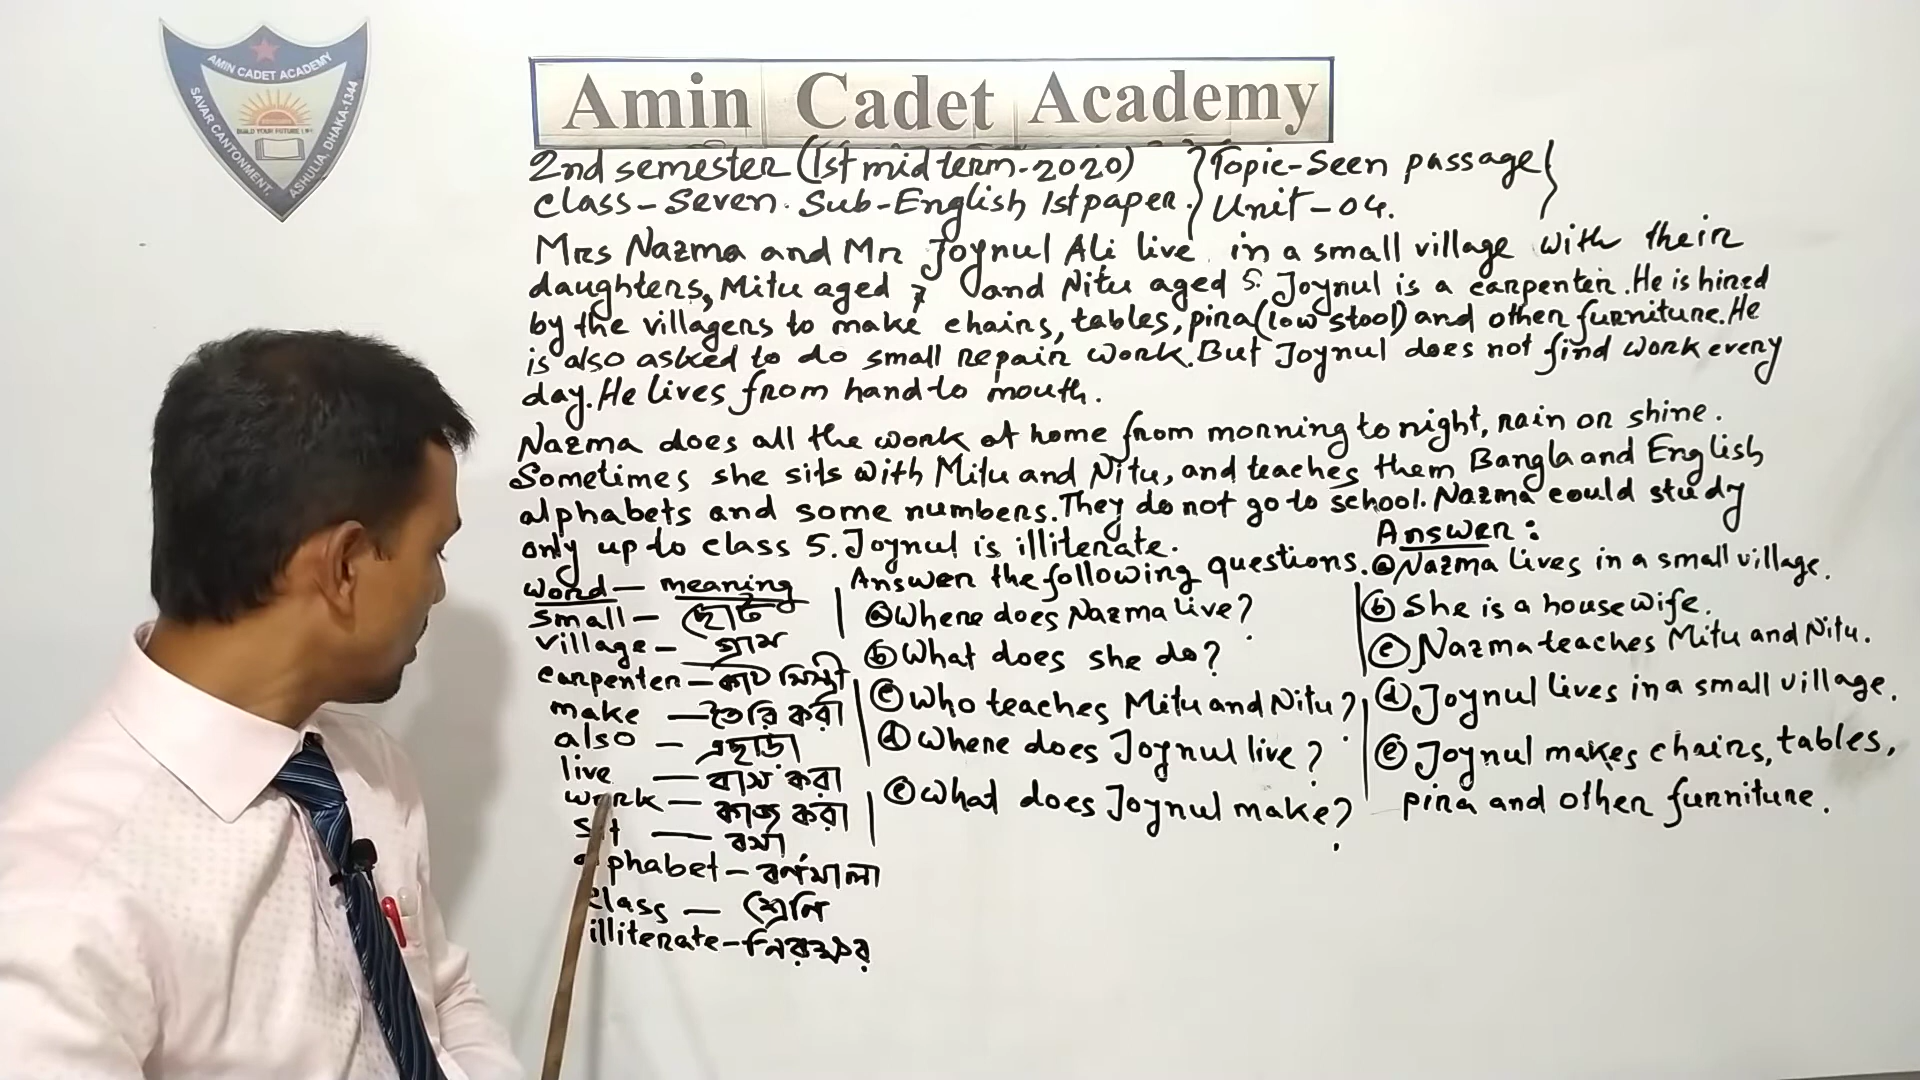 AMIN CADET ACADEMY
SAVAR CANTONMENT.
ASHULIA, DHAKA-1344
BUILD YOUR FUTURE
Amin Cadet Academy
2nd semester (1st mid term-2020) } Topic-Seen passage }
class-Seven. Sub-English 1st paper. } Unit-04.
Mrs Nazma and Mr Joynul Ali live in a small village with their
daughters, Mitu aged 7 and Nitu aged 5. Joynul is a carpenter. He is hired
by the villagers to make chairs, tables, pira (low stool) and other furniture. He
is also asked to do small repair work. But Joynul does not find work every
day. He lives from hand to mouth.
Nazma does all the work at home from morning to night, rain or shine.
Sometimes she sits with Mitu and Nitu, and teaches them Bangla and English
alphabets and some numbers. They do not go to school. Nazma could study
only up to class 5. Joynul is illiterate.
word - meaning
small - ছোট
village - গ্রাম
carpenter - কাঠ মিস্ত্রী
make - তৈরি করা
also - এছাড়া
live - বাস করা
work - কাজ করা
sit - বসা
alphabet - বর্ণমালা
class - শ্রেনি
illiterate - নিরক্ষর
Answer the following questions.
ⓐ Where does Nazma live?
ⓑ What does she do?
ⓒ Who teaches Mitu and Nitu?
ⓓ Where does Joynul live?
ⓔ What does Joynul make?
Answer:
ⓐ Nazma lives in a small village.
ⓑ She is a house wife.
ⓒ Nazma teaches Mitu and Nitu.
ⓓ Joynul lives in a small village.
ⓔ Joynul makes chairs, tables,
pira and other furniture.